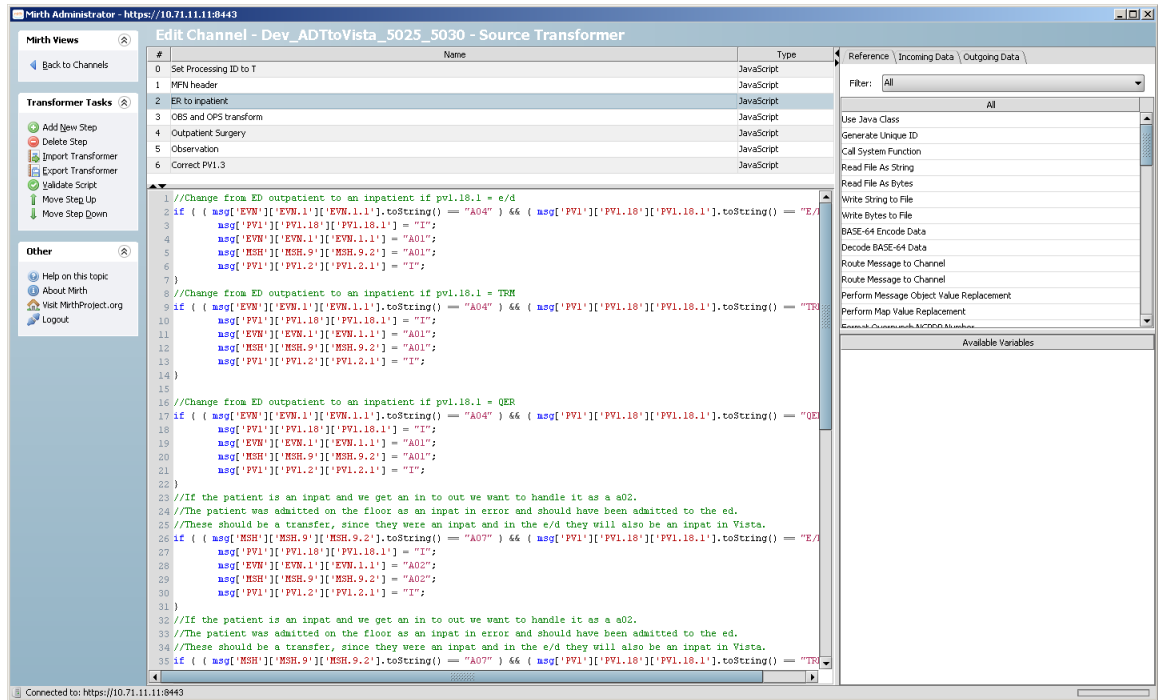 Mirth Administrator - https://10.71.11.11:8443
Mirth Views
Back to Channels
Transformer Tasks
Add New Step
Delete Step
Import Transformer
Export Transformer
Validate Script
Move Step Up
Move Step Down
Other
Help on this topic
About Mirth
Visit MirthProject.org
Logout
Edit Channel - Dev_ADTtoVista_5025_5030 - Source Transformer
# Name Type
0 Set Processing ID to T JavaScript
1 MFN header JavaScript
2 ER to inpatient JavaScript
3 OBS and OPS transform JavaScript
4 Outpatient Surgery JavaScript
5 Observation JavaScript
6 Correct PV1.3 JavaScript
1 //Change from ED outpatient to an inpatient if pv1.18.1 = e/d
2 if ( ( msg['EVN']['EVN.1']['EVN.1.1'].toString() == "A04" ) && ( msg['PV1']['PV1.18']['PV1.18.1'].toString() == "E/
3 msg['PV1']['PV1.18']['PV1.18.1'] = "I";
4 msg['EVN']['EVN.1']['EVN.1.1'] = "A01";
5 msg['MSH']['MSH.9']['MSH.9.2'] = "A01";
6 msg['PV1']['PV1.2']['PV1.2.1'] = "I";
7 }
8 //Change from ED outpatient to an inpatient if pv1.18.1 = TRM
9 if ( ( msg['EVN']['EVN.1']['EVN.1.1'].toString() == "A04" ) && ( msg['PV1']['PV1.18']['PV1.18.1'].toString() == "TR
10 msg['PV1']['PV1.18']['PV1.18.1'] = "I";
11 msg['EVN']['EVN.1']['EVN.1.1'] = "A01";
12 msg['MSH']['MSH.9']['MSH.9.2'] = "A01";
13 msg['PV1']['PV1.2']['PV1.2.1'] = "I";
14 }
15
16 //Change from ED outpatient to an inpatient if pv1.18.1 = QER
17 if ( ( msg['EVN']['EVN.1']['EVN.1.1'].toString() == "A04" ) && ( msg['PV1']['PV1.18']['PV1.18.1'].toString() == "QE
18 msg['PV1']['PV1.18']['PV1.18.1'] = "I";
19 msg['EVN']['EVN.1']['EVN.1.1'] = "A01";
20 msg['MSH']['MSH.9']['MSH.9.2'] = "A01";
21 msg['PV1']['PV1.2']['PV1.2.1'] = "I";
22 }
23 //If the patient is an inpat and we get an in to out we want to handle it as a a02.
24 //The patient was admitted on the floor as an inpat in error and should have been admitted to the ed.
25 //These should be a transfer, since they were an inpat and in the e/d they will also be an inpat in Vista.
26 if ( ( msg['MSH']['MSH.9']['MSH.9.2'].toString() == "A07" ) && ( msg['PV1']['PV1.18']['PV1.18.1'].toString() == "E/
27 msg['PV1']['PV1.18']['PV1.18.1'] = "I";
28 msg['EVN']['EVN.1']['EVN.1.1'] = "A02";
29 msg['MSH']['MSH.9']['MSH.9.2'] = "A02";
30 msg['PV1']['PV1.2']['PV1.2.1'] = "I";
31 }
32 //If the patient is an inpat and we get an in to out we want to handle it as a a02.
33 //The patient was admitted on the floor as an inpat in error and should have been admitted to the ed.
34 //These should be a transfer, since they were an inpat and in the e/d they will also be an inpat in Vista.
35 if ( ( msg['MSH']['MSH.9']['MSH.9.2'].toString() == "A07" ) && ( msg['PV1']['PV1.18']['PV1.18.1'].toString() == "TR
Reference Incoming Data Outgoing Data
Filter: All
All
Use Java Class
Generate Unique ID
Call System Function
Read File As String
Read File As Bytes
Write String to File
Write Bytes to File
BASE-64 Encode Data
Decode BASE-64 Data
Route Message to Channel
Route Message to Channel
Perform Message Object Value Replacement
Perform Map Value Replacement
Format Overpunch NCPDP Number
Available Variables
Connected to: https://10.71.11.11:8443